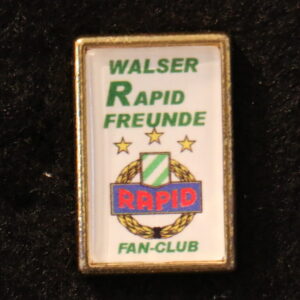 WALSER
RAPID
FREUNDE
RAPID
FAN-CLUB